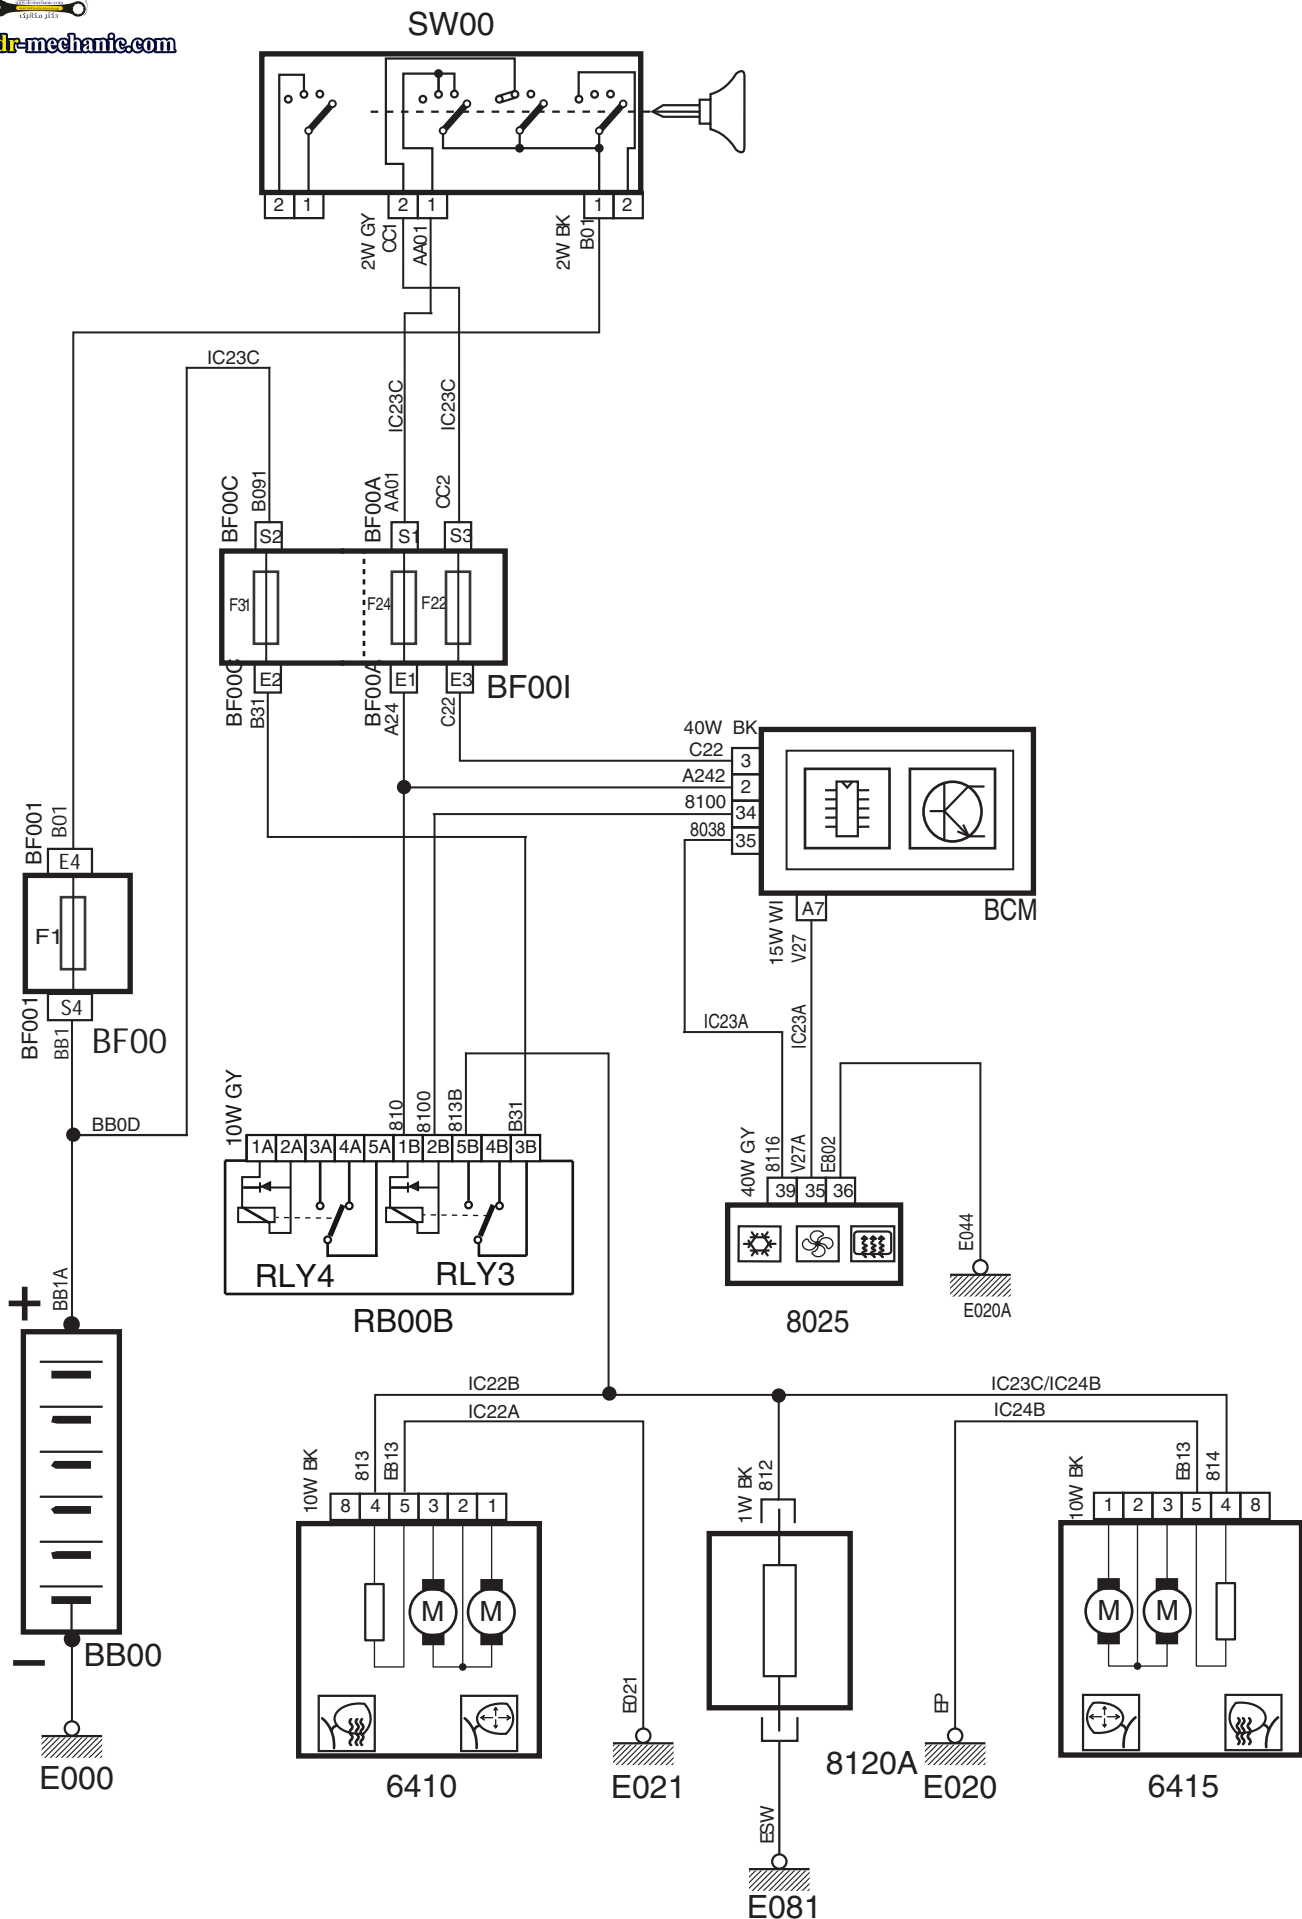 دکتر مکانیک
dr-mechanic.com
SW00
2 1 2 1 1 2
2W GY
CC1
AA01
2W BK
B01
IC23C
IC23C
IC23C
BF00C
B091
BF00A
AA01
CC2
S2 S1 S3
F31 F24 F22
E2 E1 E3
BF00C
B31
BF00A
A24
C22
BF00I
40W BK
C22 3
A242 2
8100 34
8038 35
BCM
15W WI
A7
V27
BF001
B01
E4
F1
S4
BF001
BB1
BF00
BB0D
IC23A
IC23A
10W GY
810
8100
813B
B31
1A 2A 3A 4A 5A 1B 2B 5B 4B 3B
RLY4 RLY3
RB00B
40W GY
8116
V27A
E802
39 35 36
8025
E044
E020A
BB1A
+
−
BB00
E000
IC22B
IC23C/IC24B
IC22A
IC24B
10W BK
813
E813
8 4 5 3 2 1
M M
6410
E021
E021
1W BK
812
8120A
ESW
E081
EP
E020
10W BK
E813
814
1 2 3 5 4 8
M M
6415